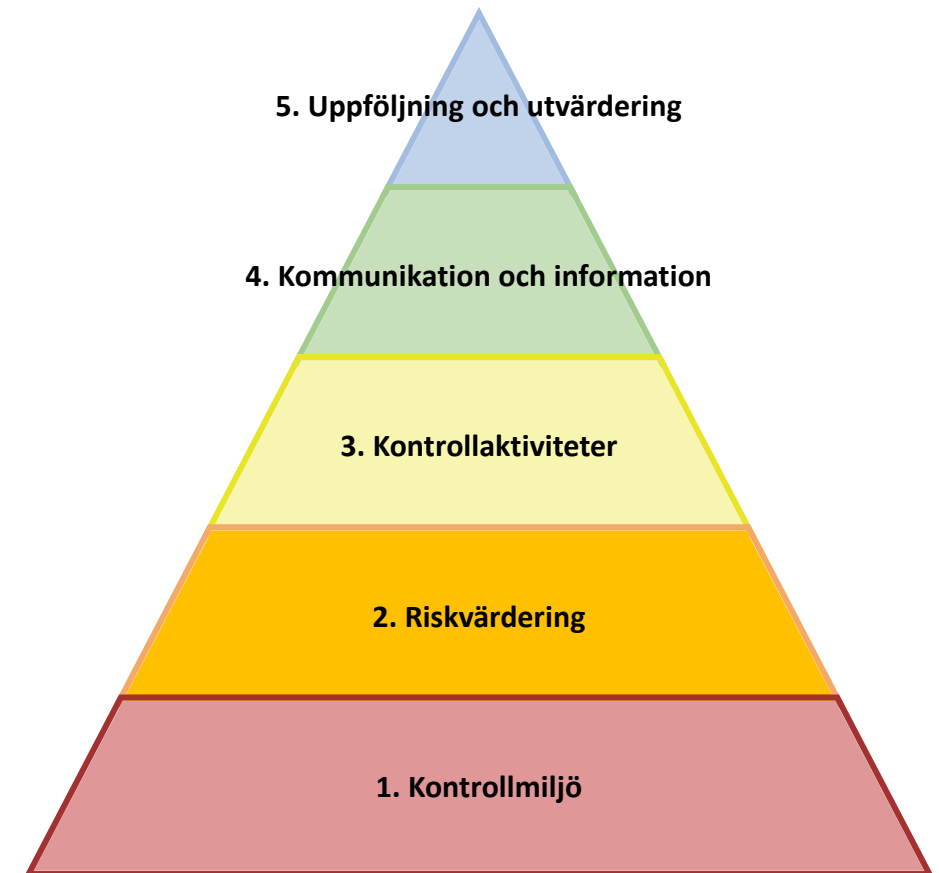 5. Uppföljning och utvärdering
4. Kommunikation och information
3. Kontrollaktiviteter
2. Riskvärdering
1. Kontrollmiljö